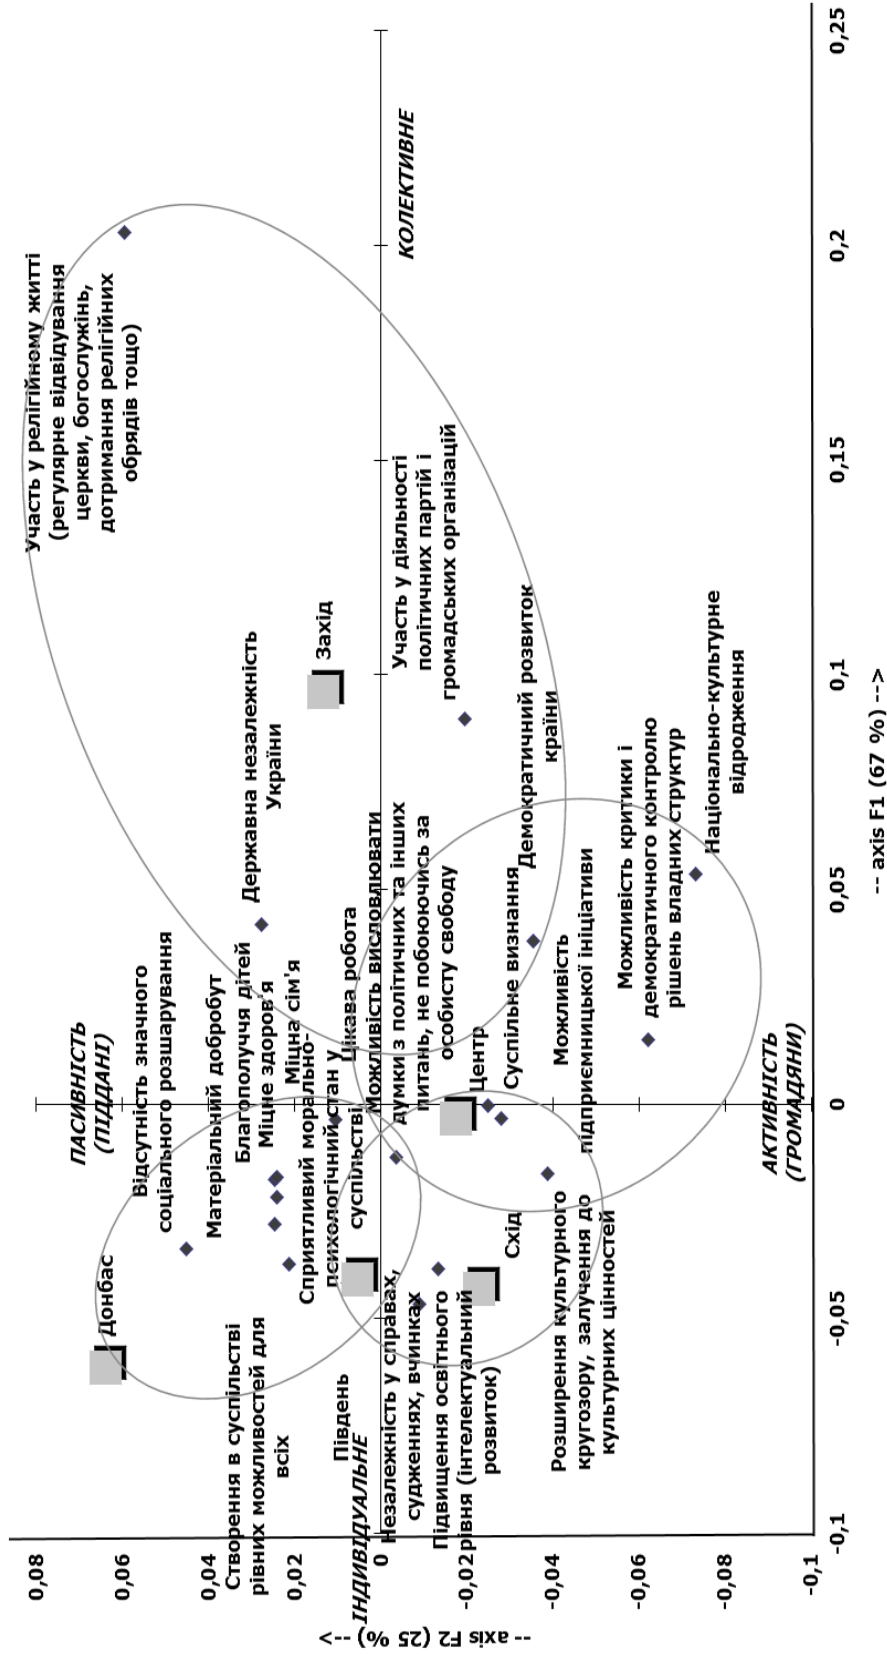 Участь у релігійному житті
(регулярне відвідування
церкви, богослужінь,
дотримання релігійних
обрядів тощо)
КОЛЕКТИВНЕ
Захід
Участь у діяльності
політичних партій і
громадських організацій
Державна незалежність
України
Демократичний розвиток
країни
Національно-культурне
відродження
Можливість критики і
демократичного контролю
рішень владних структур
ПАСИВНІСТЬ
(ПІДДАНІ)
Відсутність значного
соціального розшарування
Матеріальний добробут
Благополуччя дітей
Міцне здоров'я
Міцна сім'я
Сприятливий морально-
психологічний стан у
суспільстві
Цікава робота
Можливість висловлювати
думки з політичних та інших
питань, не побоюючись за
особисту свободу
Центр
Суспільне визнання
Можливість
підприємницької ініціативи
АКТИВНІСТЬ
(ГРОМАДЯНИ)
Донбас
Схід
Створення в суспільстві
рівних можливостей для
всіх
Південь
ІНДИВІДУАЛЬНЕ
Незалежність у справах,
судженнях, вчинках
Підвищення освітнього
рівня (інтелектуальний
розвиток)
Розширення культурного
кругозору, залучення до
культурних цінностей
0,08
0,06
0,04
0,02
0
-0,02
-0,04
-0,06
-0,08
-0,1
-0,1
-0,05
0
0,05
0,1
0,15
0,2
0,25
-- axis F1 (67 %) -->
-- axis F2 (25 %) -->